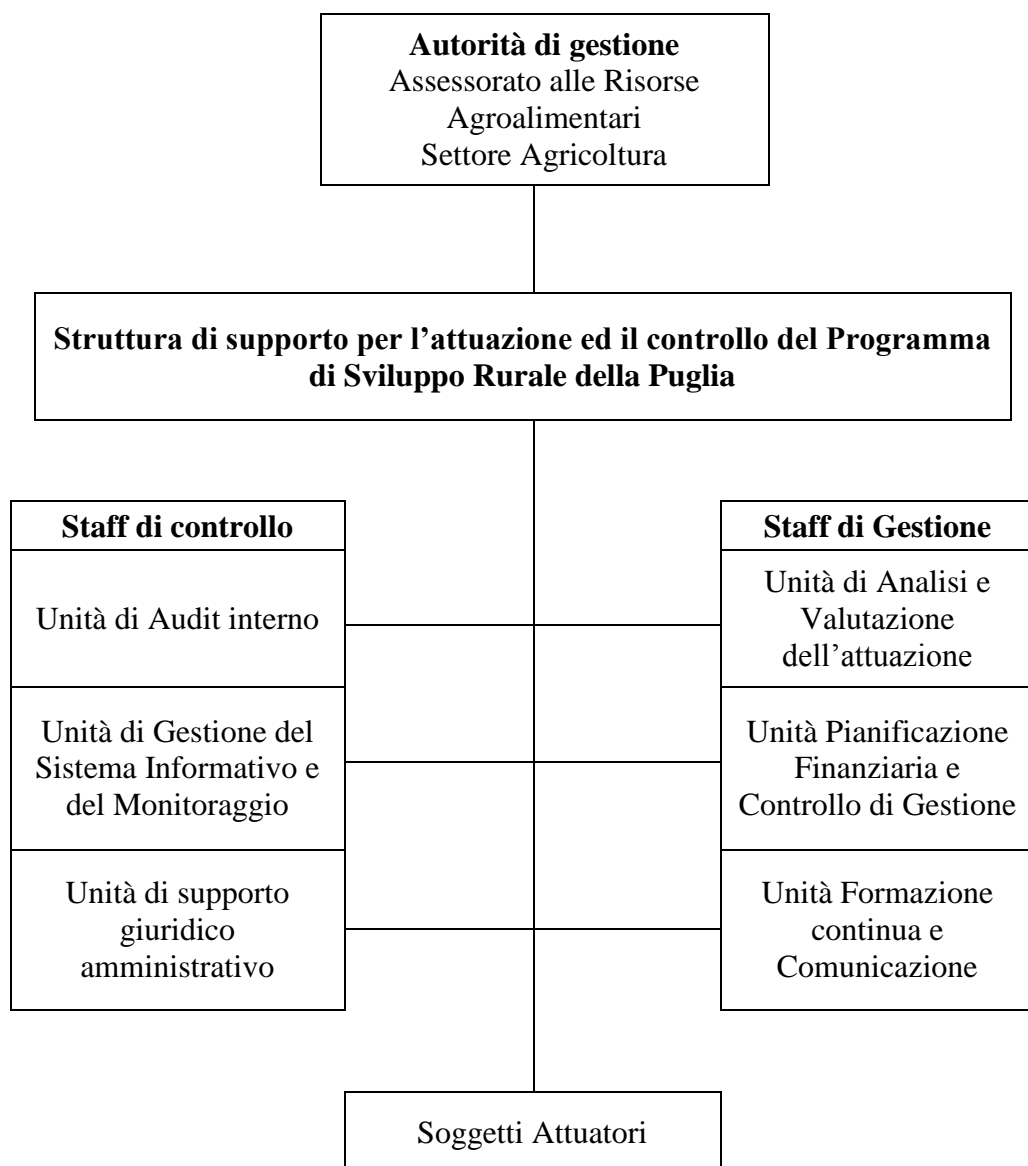 Autorità di gestione
Assessorato alle Risorse
Agroalimentari
Settore Agricoltura
Struttura di supporto per l’attuazione ed il controllo del Programma
di Sviluppo Rurale della Puglia
Staff di controllo
Unità di Audit interno
Unità di Gestione del
Sistema Informativo e
del Monitoraggio
Unità di supporto
giuridico
amministrativo
Staff di Gestione
Unità di Analisi e
Valutazione
dell’attuazione
Unità Pianificazione
Finanziaria e
Controllo di Gestione
Unità Formazione
continua e
Comunicazione
Soggetti Attuatori